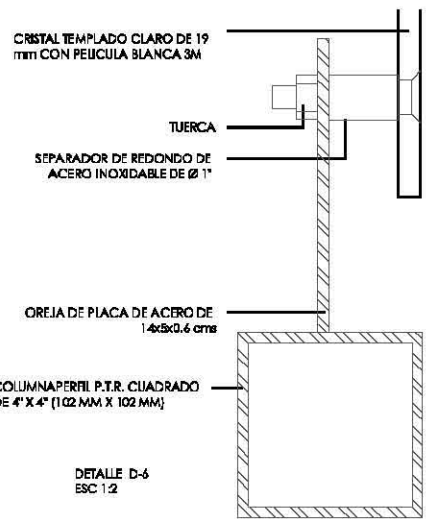 CRISTAL TEMPLADO CLARO DE 19
mm CON PELICULA BLANCA 3M
TUERCA
SEPARADOR DE REDONDO DE
ACERO INOXIDABLE DE Ø 1"
OREJA DE PLACA DE ACERO DE
14x5x0.6 cms
COLUMNAPERFIL P.T.R. CUADRADO
DE 4" X 4" (102 MM X 102 MM)
DETALLE D-6
ESC 1:2